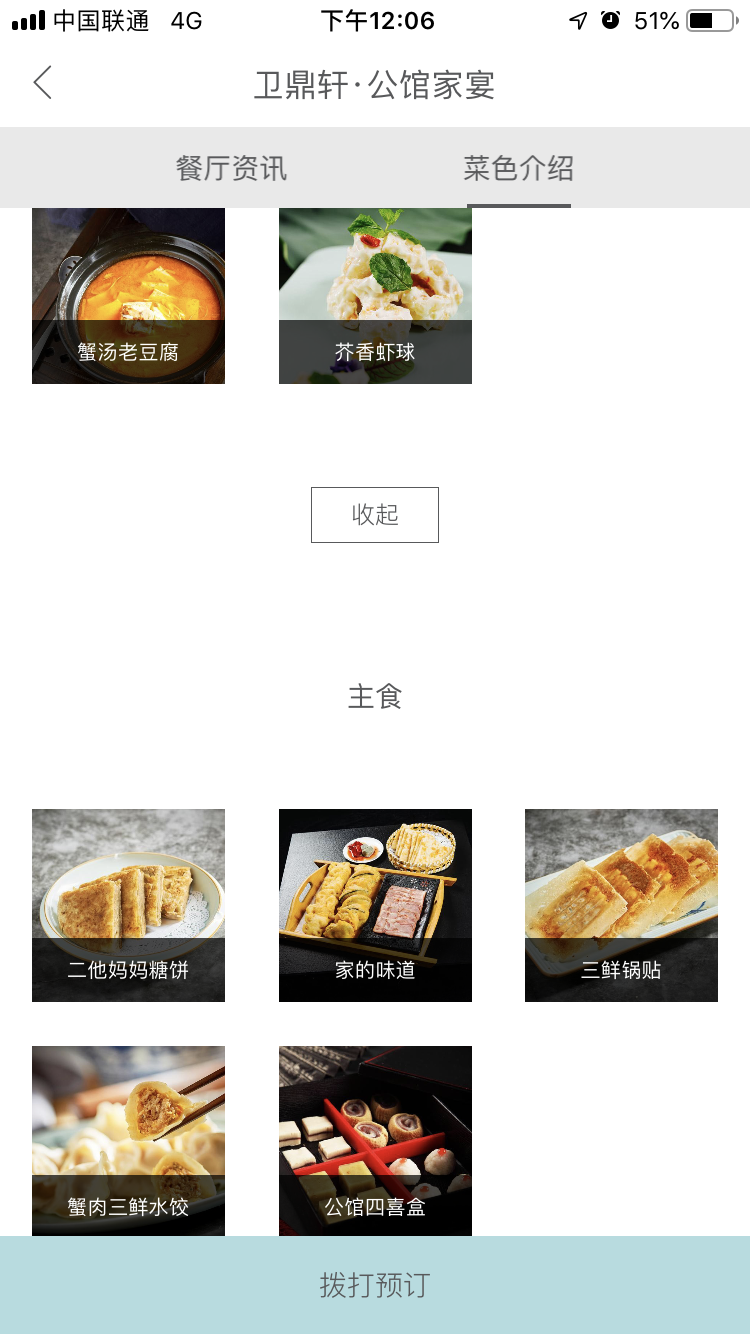 中国联通 4G 下午12:06 51%
卫鼎轩·公馆家宴
餐厅资讯 菜色介绍
蟹汤老豆腐 芥香虾球
收起
主食
二他妈妈糖饼 家的味道 三鲜锅贴
蟹肉三鲜水饺 公馆四喜盒
拨打预订